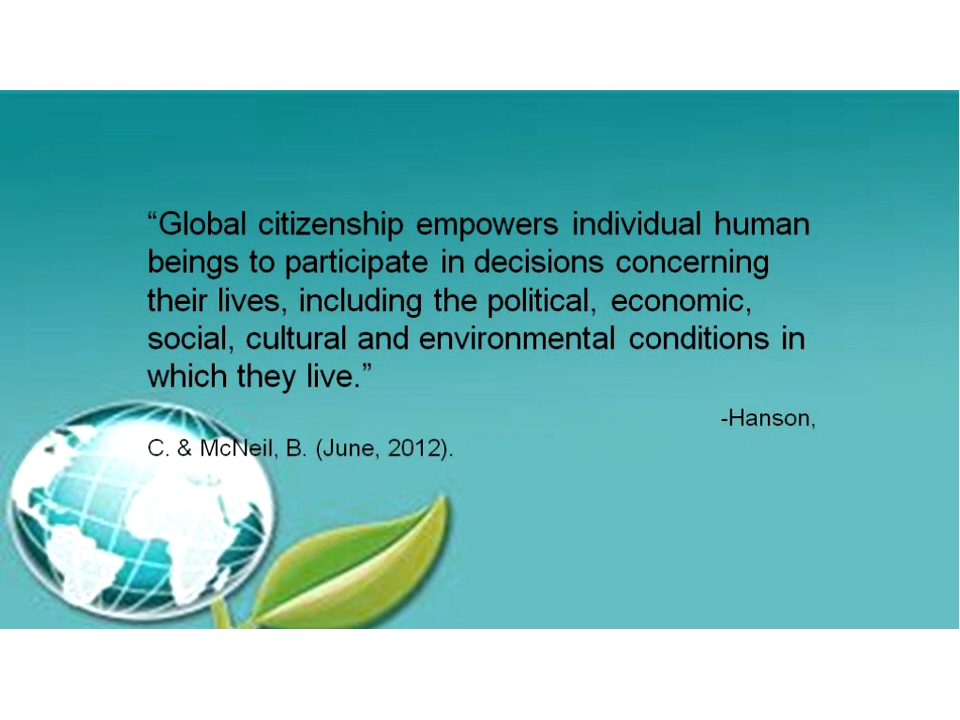 “Global citizenship empowers individual human
beings to participate in decisions concerning
their lives, including the political, economic,
social, cultural and environmental conditions in
which they live.”
-Hanson,
C. & McNeil, B. (June, 2012).